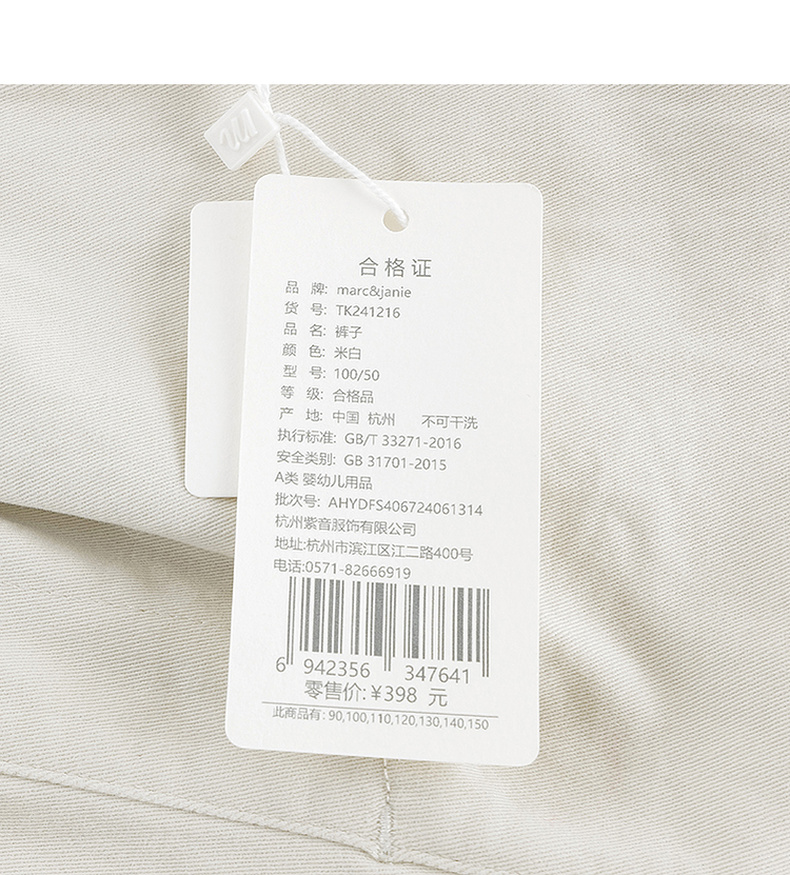 合格证
品 牌: marc&janie
货 号: TK241216
品 名: 裤子
颜 色: 米白
型 号: 100/50
等 级: 合格品
产 地: 中国 杭州 不可干洗
执行标准: GB/T 33271-2016
安全类别: GB 31701-2015
A类 婴幼儿用品
批次号: AHYDFS406724061314
杭州紫音服饰有限公司
地址:杭州市滨江区江二路400号
电话:0571-82666919
6 942356 347641
零售价:¥398 元
此商品有: 90,100,110,120,130,140,150